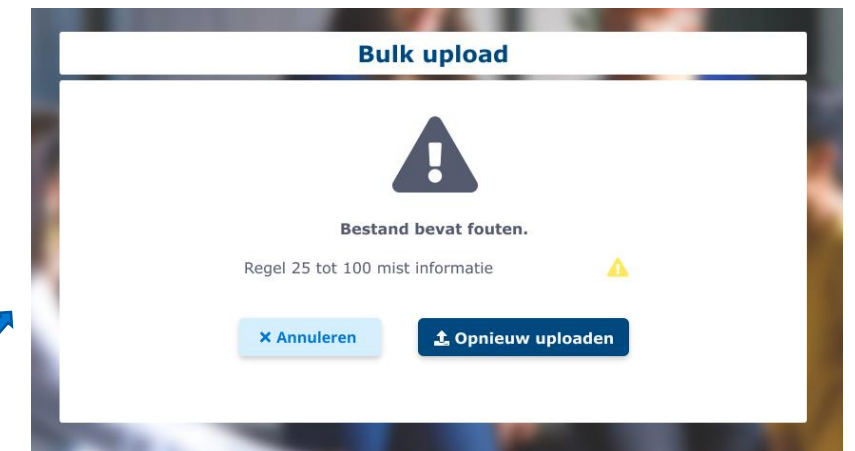 Bulk upload
Bestand bevat fouten.
Regel 25 tot 100 mist informatie
Annuleren
Opnieuw uploaden